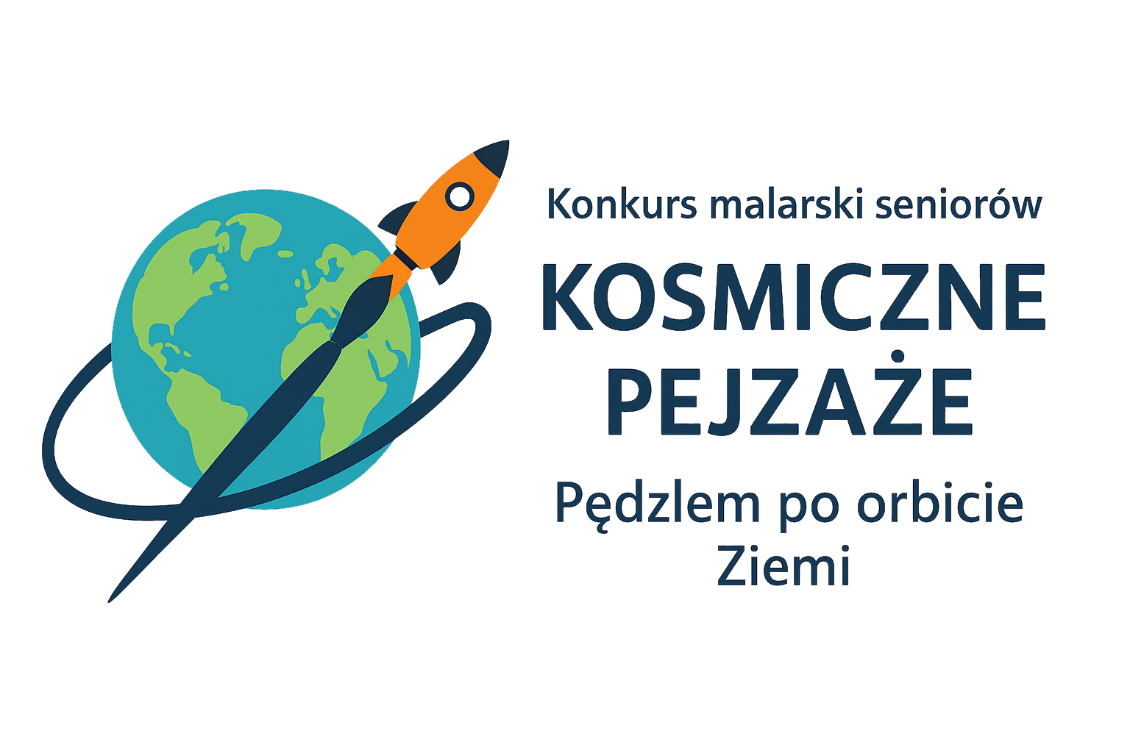 Konkurs malarski seniorów
KOSMICZNE
PEJZAŻE
Pędzlem po orbicie
Ziemi